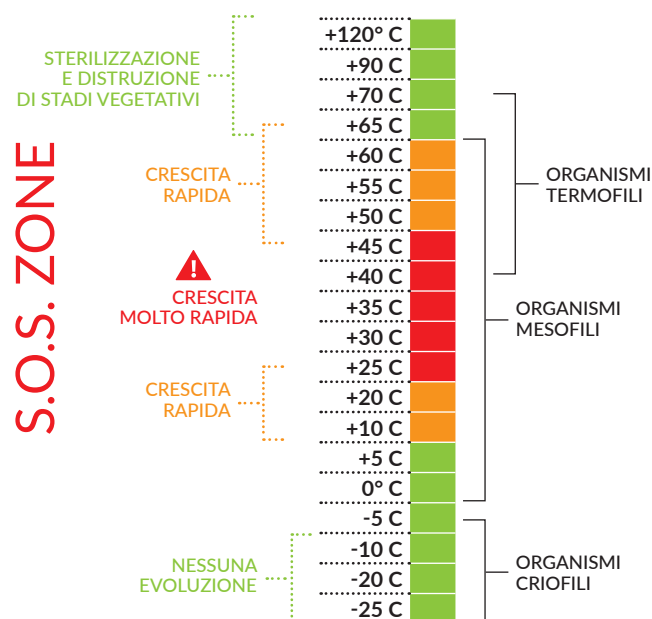 S.O.S. ZONE
STERILIZZAZIONE
E DISTRUZIONE
DI STADI VEGETATIVI
CRESCITA
RAPIDA
CRESCITA
MOLTO RAPIDA
CRESCITA
RAPIDA
NESSUNA
EVOLUZIONE
+120° C
+90 C
+70 C
+65 C
+60 C
+55 C
+50 C
+45 C
+40 C
+35 C
+30 C
+25 C
+20 C
+10 C
+5 C
0° C
-5 C
-10 C
-20 C
-25 C
ORGANISMI
TERMOFILI
ORGANISMI
MESOFILI
ORGANISMI
CRIOFILI